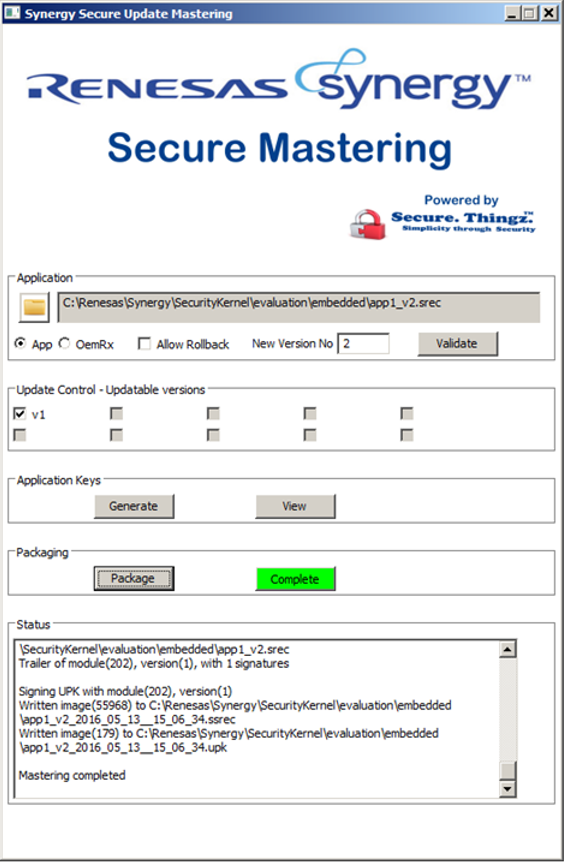 Synergy Secure Update Mastering
RENESAS synergy™
Secure Mastering
Powered by
Secure. Thingz.™
Simplicity through Security
Application
C:\Renesas\Synergy\SecurityKernel\evaluation\embedded\app1_v2.srec
App OemRx Allow Rollback New Version No 2 Validate
Update Control - Updatable versions
v1
Application Keys
Generate View
Packaging
Package Complete
Status
\SecurityKernel\evaluation\embedded\app1_v2.srec
Trailer of module(202), version(1), with 1 signatures
Signing UPK with module(202), version(1)
Written image(55968) to C:\Renesas\Synergy\SecurityKernel\evaluation\embedded
\app1_v2_2016_05_13__15_06_34.ssrec
Written image(179) to C:\Renesas\Synergy\SecurityKernel\evaluation\embedded
\app1_v2_2016_05_13__15_06_34.upk
Mastering completed